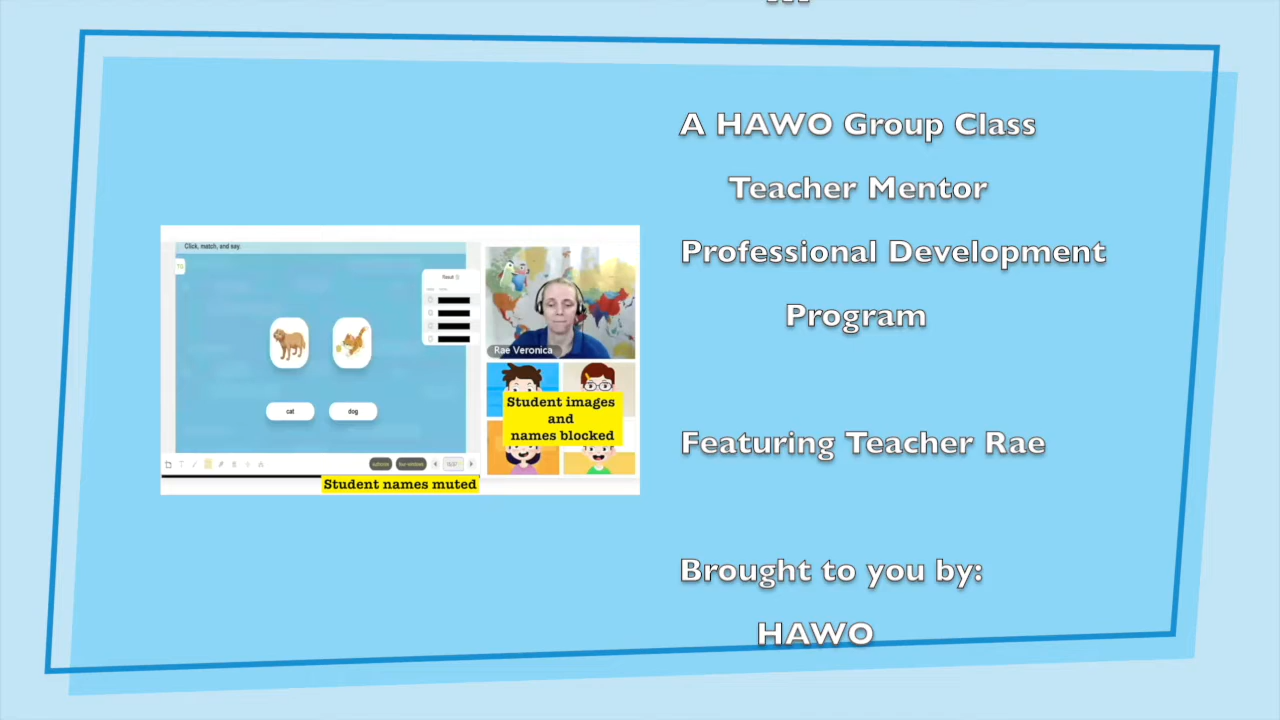 A HAWO Group Class
Teacher Mentor
Professional Development
Program
Featuring Teacher Rae
Brought to you by:
HAWO
Click, match, and say.
Result
cat
dog
Rae Veronica
Student images
and
names blocked
Student names muted